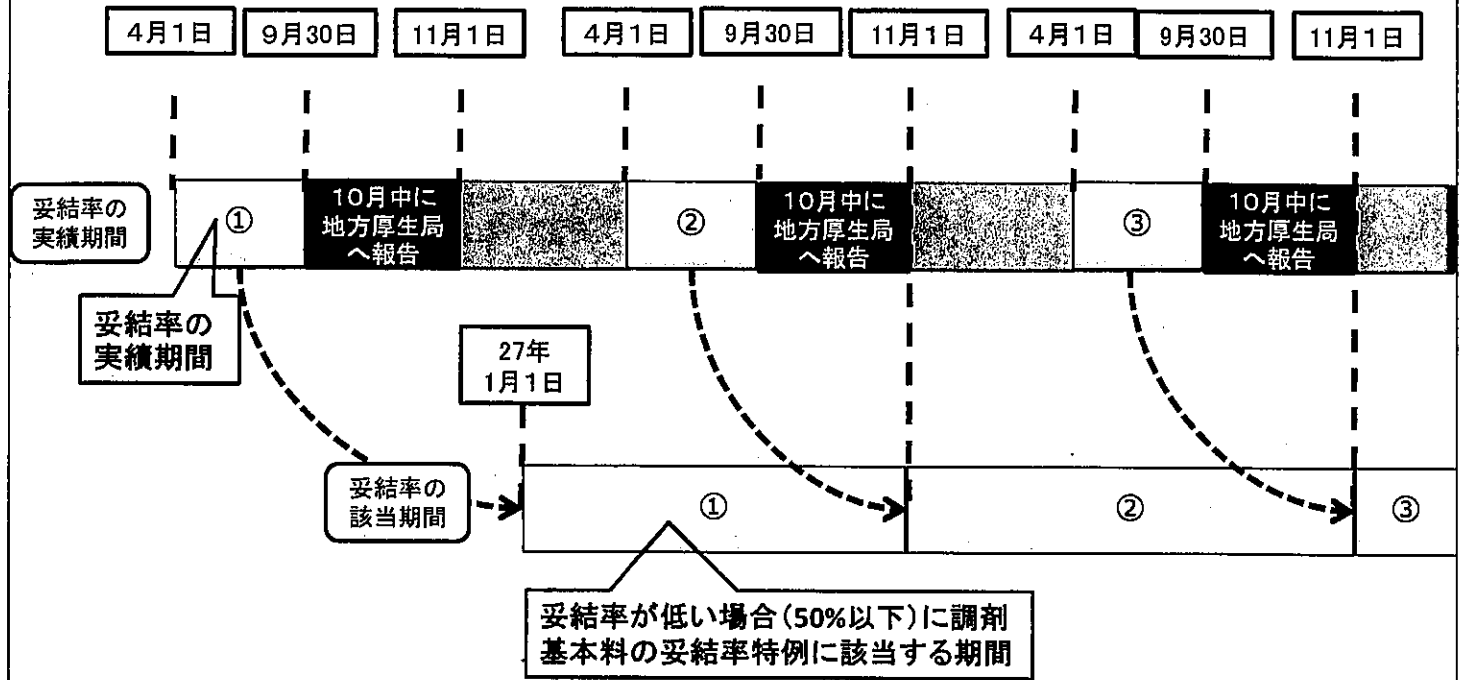 4月1日
9月30日
11月1日
4月1日
9月30日
11月1日
4月1日
9月30日
11月1日
妥結率の
実績期間
①
10月中に
地方厚生局
へ報告
②
10月中に
地方厚生局
へ報告
③
10月中に
地方厚生局
へ報告
妥結率の
実績期間
27年
1月1日
妥結率の
該当期間
①
②
③
妥結率が低い場合(50%以下)に調剤
基本料の妥結率特例に該当する期間